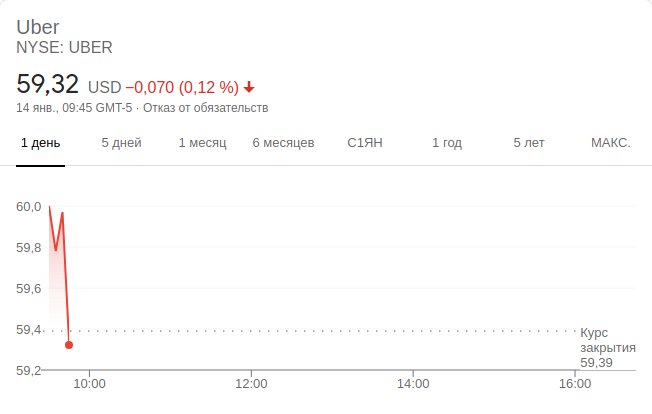 Uber
NYSE: UBER
59,32 USD −0,070 (0,12 %)
14 янв., 09:45 GMT-5 · Отказ от обязательств
1 день 5 дней 1 месяц 6 месяцев С1ЯН 1 год 5 лет МАКС.
60,0
59,8
59,6
59,4
Курс
закрытия
59,39
59,2
10:00 12:00 14:00 16:00